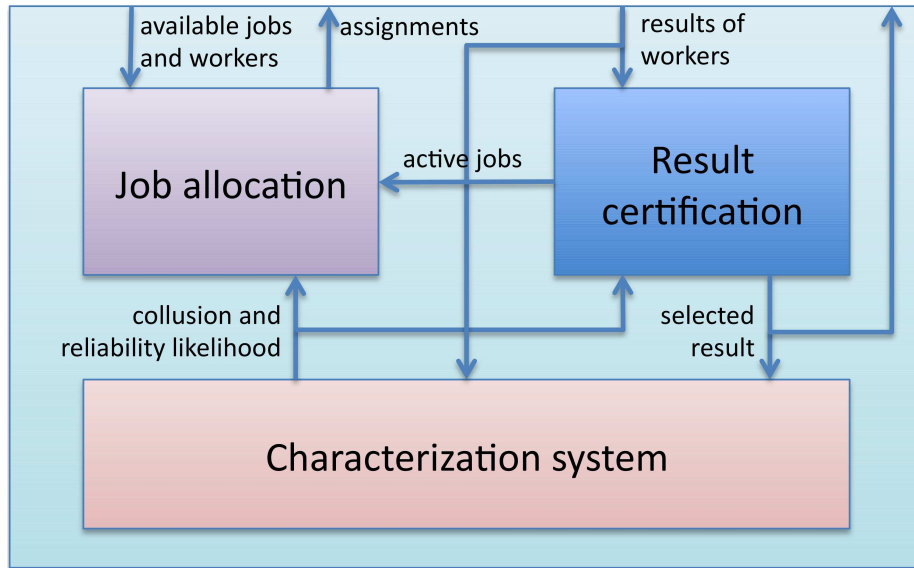 available jobs
and workers
assignments
results of
workers
Job allocation
active jobs
Result
certification
collusion and
reliability likelihood
selected
result
Characterization system